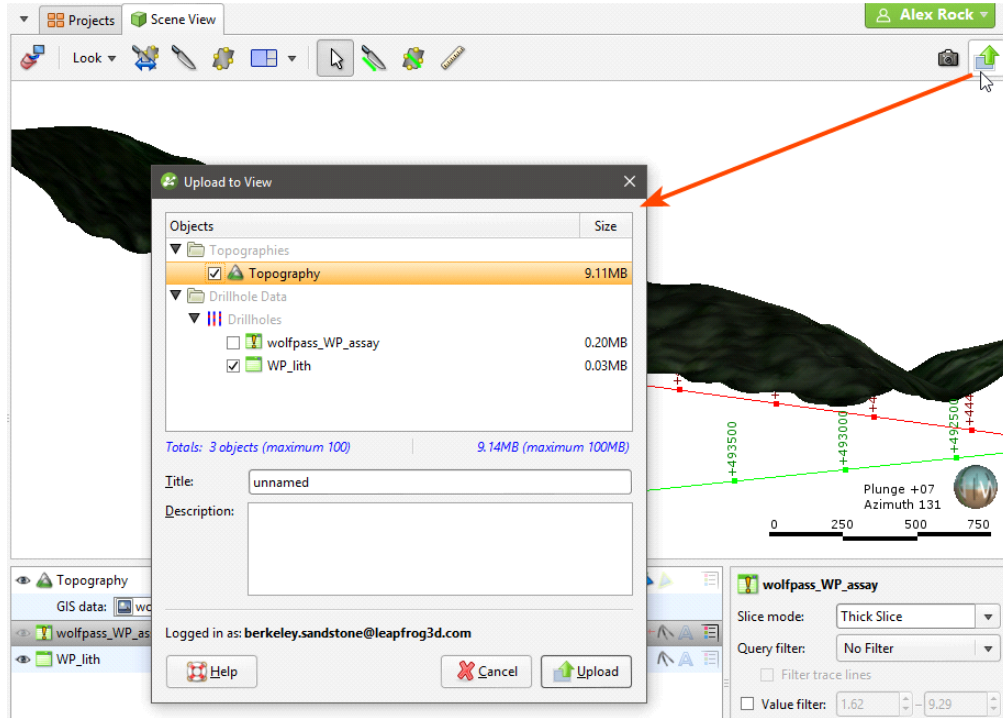 Projects Scene View Alex Rock
Look
Upload to View
Objects Size
Topographies
Topography 9.11MB
Drillhole Data
Drillholes
wolfpass_WP_assay 0.20MB
WP_lith 0.03MB
Totals: 3 objects (maximum 100) 9.14MB (maximum 100MB)
Title: unnamed
Description:
+493500 +493000 +492500 +444
Plunge +07
Azimuth 131
0 250 500 750
Topography
GIS data: wo
wolfpass_WP_as
WP_lith
Logged in as: berkeley.sandstone@leapfrog3d.com
Help Cancel Upload
wolfpass_WP_assay
Slice mode: Thick Slice
Query filter: No Filter
Filter trace lines
Value filter: 1.62 – 9.29